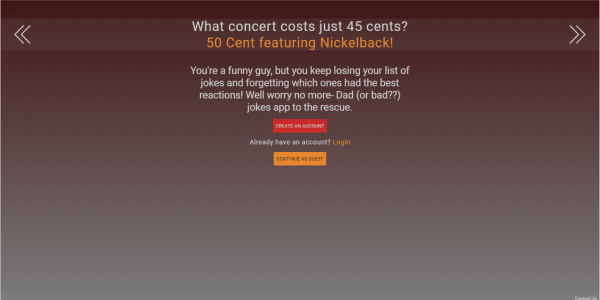 What concert costs just 45 cents?
50 Cent featuring Nickelback!
You're a funny guy, but you keep losing your list of
jokes and forgetting which ones had the best
reactions! Well worry no more- Dad (or bad??)
jokes app to the rescue.
CREATE AN ACCOUNT
Already have an account? Login
CONTINUE AS GUEST
Contact Us